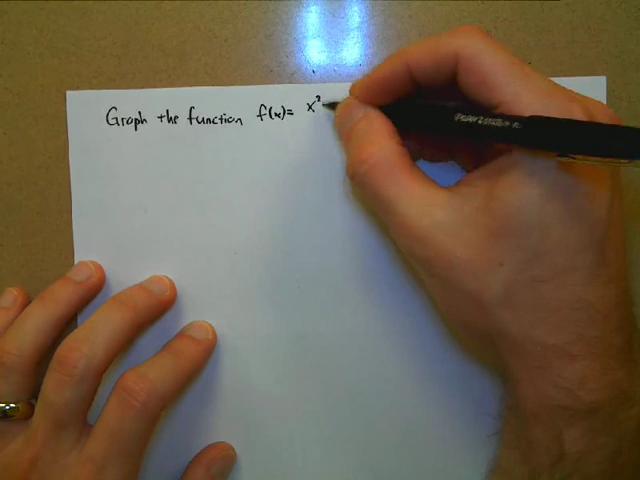 Graph the function f(x)= x²